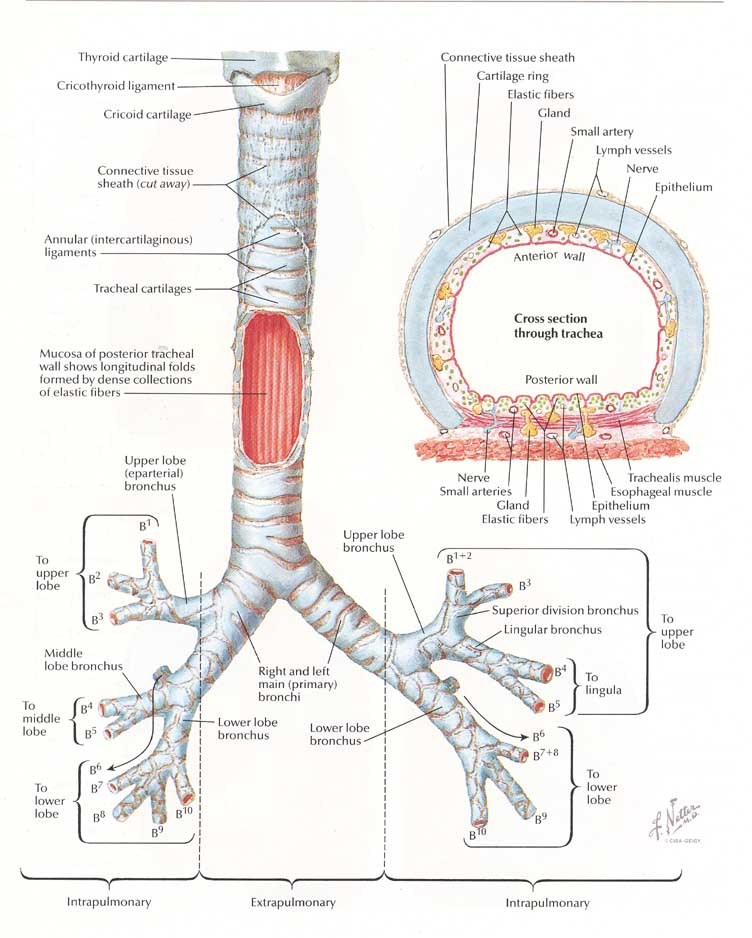 Thyroid cartilage
Cricothyroid ligament
Cricoid cartilage
Connective tissue
sheath (cut away)
Annular (intercartilaginous)
ligaments
Tracheal cartilages
Mucosa of posterior tracheal
wall shows longitudinal folds
formed by dense collections
of elastic fibers
Connective tissue sheath
Cartilage ring
Elastic fibers
Gland
Small artery
Lymph vessels
Nerve
Epithelium
Anterior wall
Cross section
through trachea
Posterior wall
Nerve
Small arteries
Gland
Elastic fibers
Trachealis muscle
Esophageal muscle
Epithelium
Lymph vessels
Upper lobe
(eparterial)
bronchus
To
upper
lobe
B1
B2
B3
Middle
lobe bronchus
To
middle
lobe
B4
B5
To
lower
lobe
B6
B7
B8
B9
B10
Lower lobe
bronchus
Right and left
main (primary)
bronchi
Upper lobe
bronchus
B1+2
B3
Superior division bronchus
Lingular bronchus
To
upper
lobe
B4
B5
To
lingula
Lower lobe
bronchus
B6
B7+8
B9
B10
To
lower
lobe
F. Netter
M.D.
© CIBA-GEIGY
Intrapulmonary
Extrapulmonary
Intrapulmonary